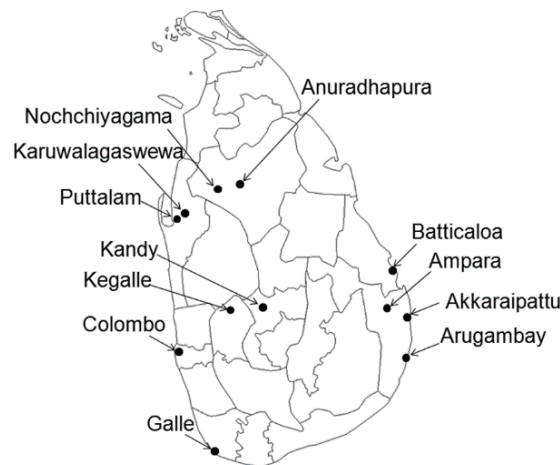 Anuradhapura
Nochchiyagama
Karuwalagaswewa
Puttalam
Batticaloa
Kandy
Ampara
Kegalle
Akkaraipattu
Colombo
Arugambay
Galle